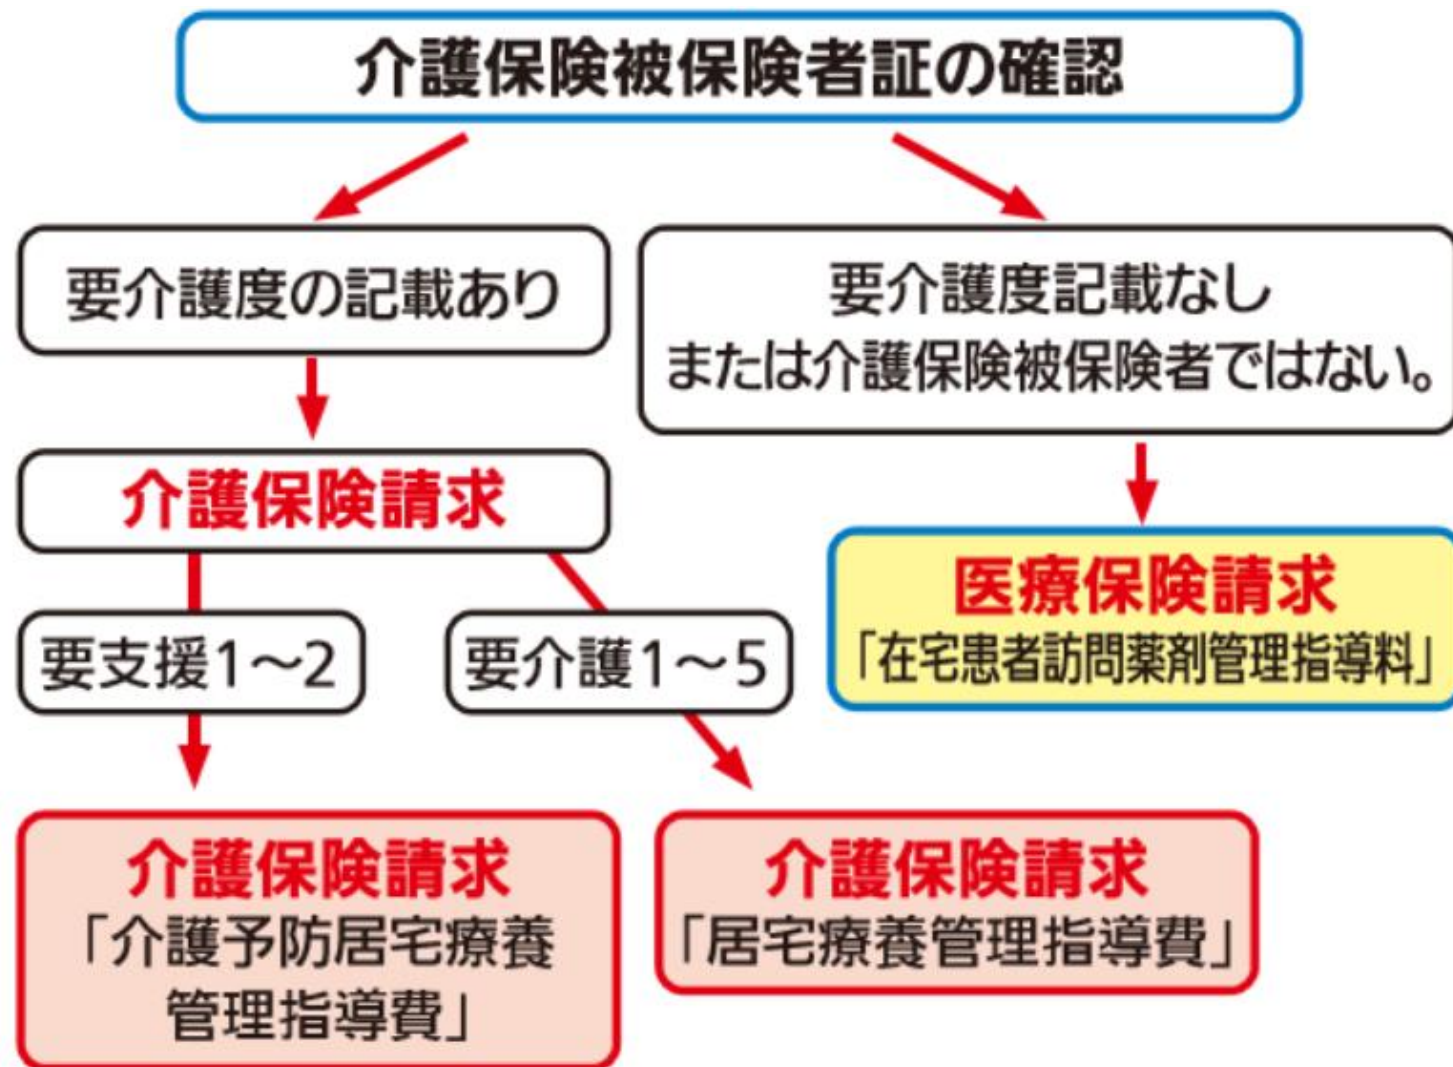 介護保険被保険者証の確認
要介護度の記載あり
要介護度記載なし
または介護保険被保険者ではない。
介護保険請求
医療保険請求
「在宅患者訪問薬剤管理指導料」
要支援1～2
要介護1～5
介護保険請求
「介護予防居宅療養
管理指導費」
介護保険請求
「居宅療養管理指導費」